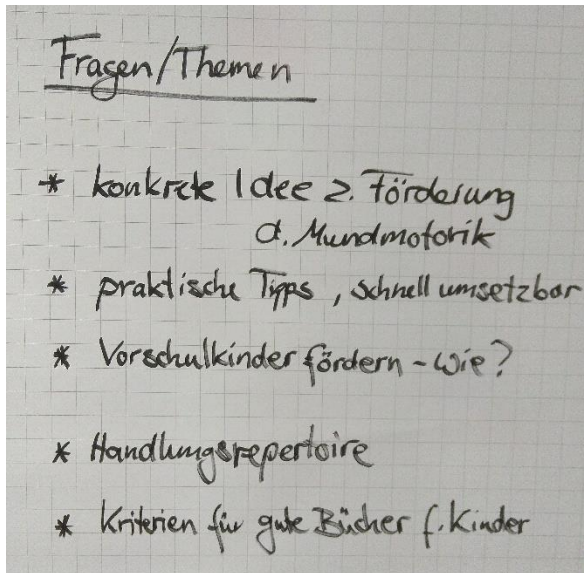 Fragen/Themen
* konkrete Idee z. Förderung
d. Mundmotorik
* praktische Tipps, schnell umsetzbar
* Vorschulkinder fördern - wie?
* Handlungsrepertoire
* Kriterien für gute Bücher f. Kinder